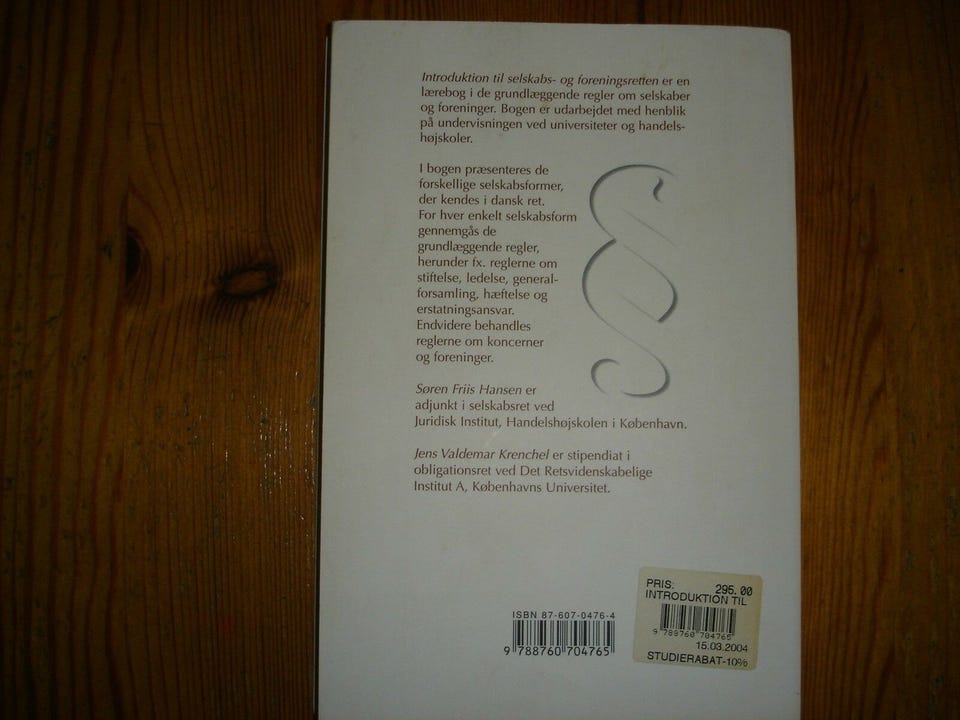 Introduktion til selskabs- og foreningsretten er en
lærebog i de grundlæggende regler om selskaber
og foreninger. Bogen er udarbejdet med henblik
på undervisningen ved universiteter og handels-
højskoler.
I bogen præsenteres de
forskellige selskabsformer,
der kendes i dansk ret.
For hver enkelt selskabsform
gennemgås de
grundlæggende regler,
herunder fx. reglerne om
stiftelse, ledelse, general-
forsamling, hæftelse og
erstatningsansvar.
Endvidere behandles
reglerne om koncerner
og foreninger.
§
Søren Friis Hansen er
adjunkt i selskabsret ved
Juridisk Institut, Handelshøjskolen i København.
Jens Valdemar Krenchel er stipendiat i
obligationsret ved Det Retsvidenskabelige
Institut A, Københavns Universitet.
ISBN 87-607-0476-4
9 788760 704765
PRIS: 295.00
INTRODUKTION TIL
9 788760 704765
15.03.2004
STUDIERABAT-10%